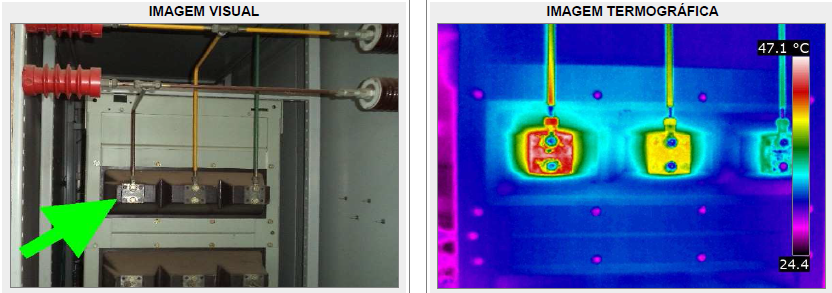 IMAGEM VISUAL
IMAGEM TERMOGRÁFICA
47.1 °C
24.4